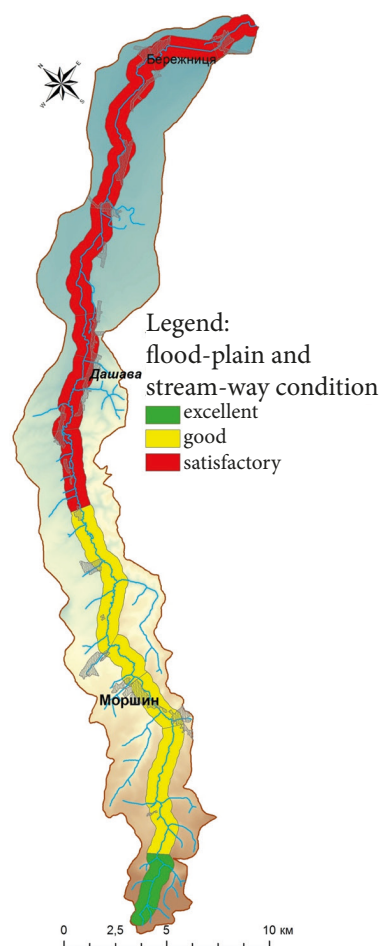 Бережниця
N
E
W
S
Legend:
flood-plain and
stream-way condition
Дашава
excellent
good
satisfactory
Моршин
0 2,5 5 10 км